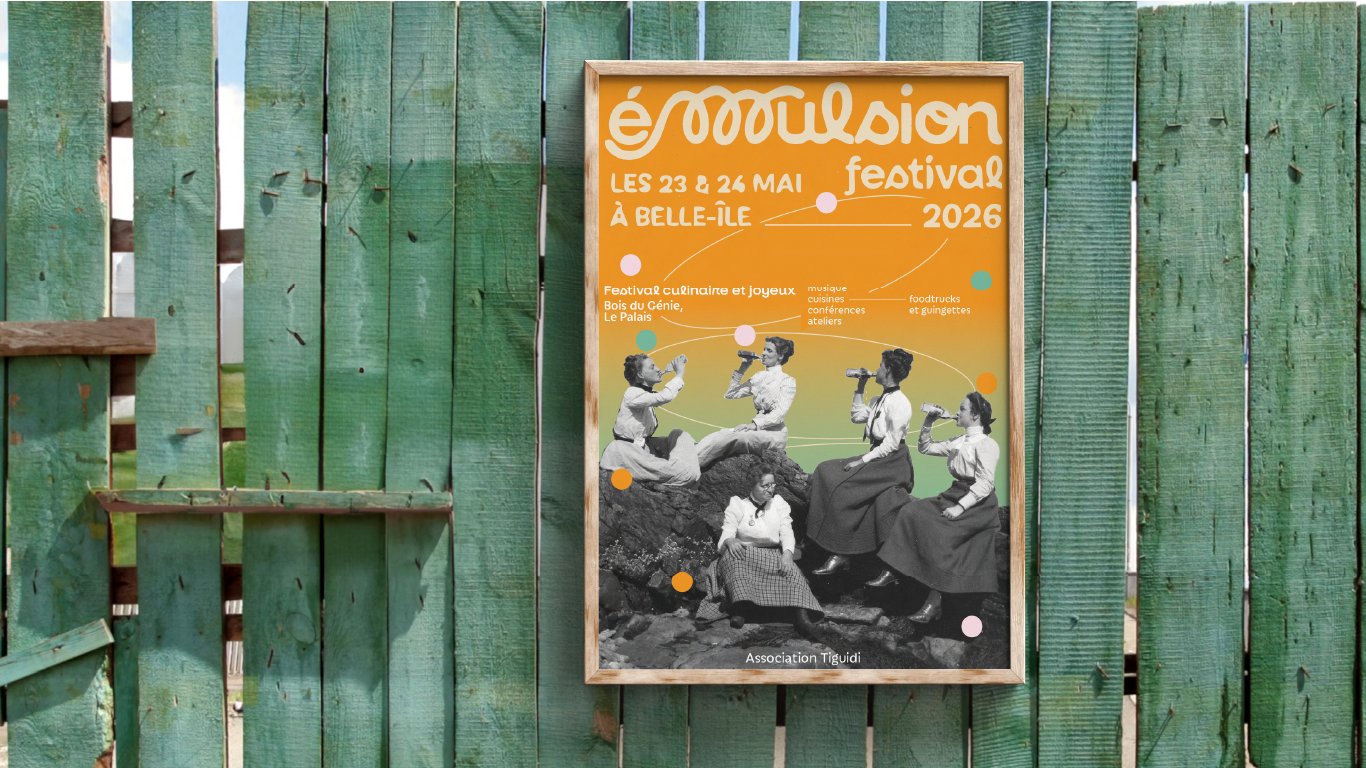 émulsion
festival
LES 23 & 24 MAI
À BELLE-ÎLE
2026
Festival culinaire et joyeux
Bois du Génie,
Le Palais
musique
cuisines
conférences
ateliers
foodtrucks
et guingettes
Association Tiguidi